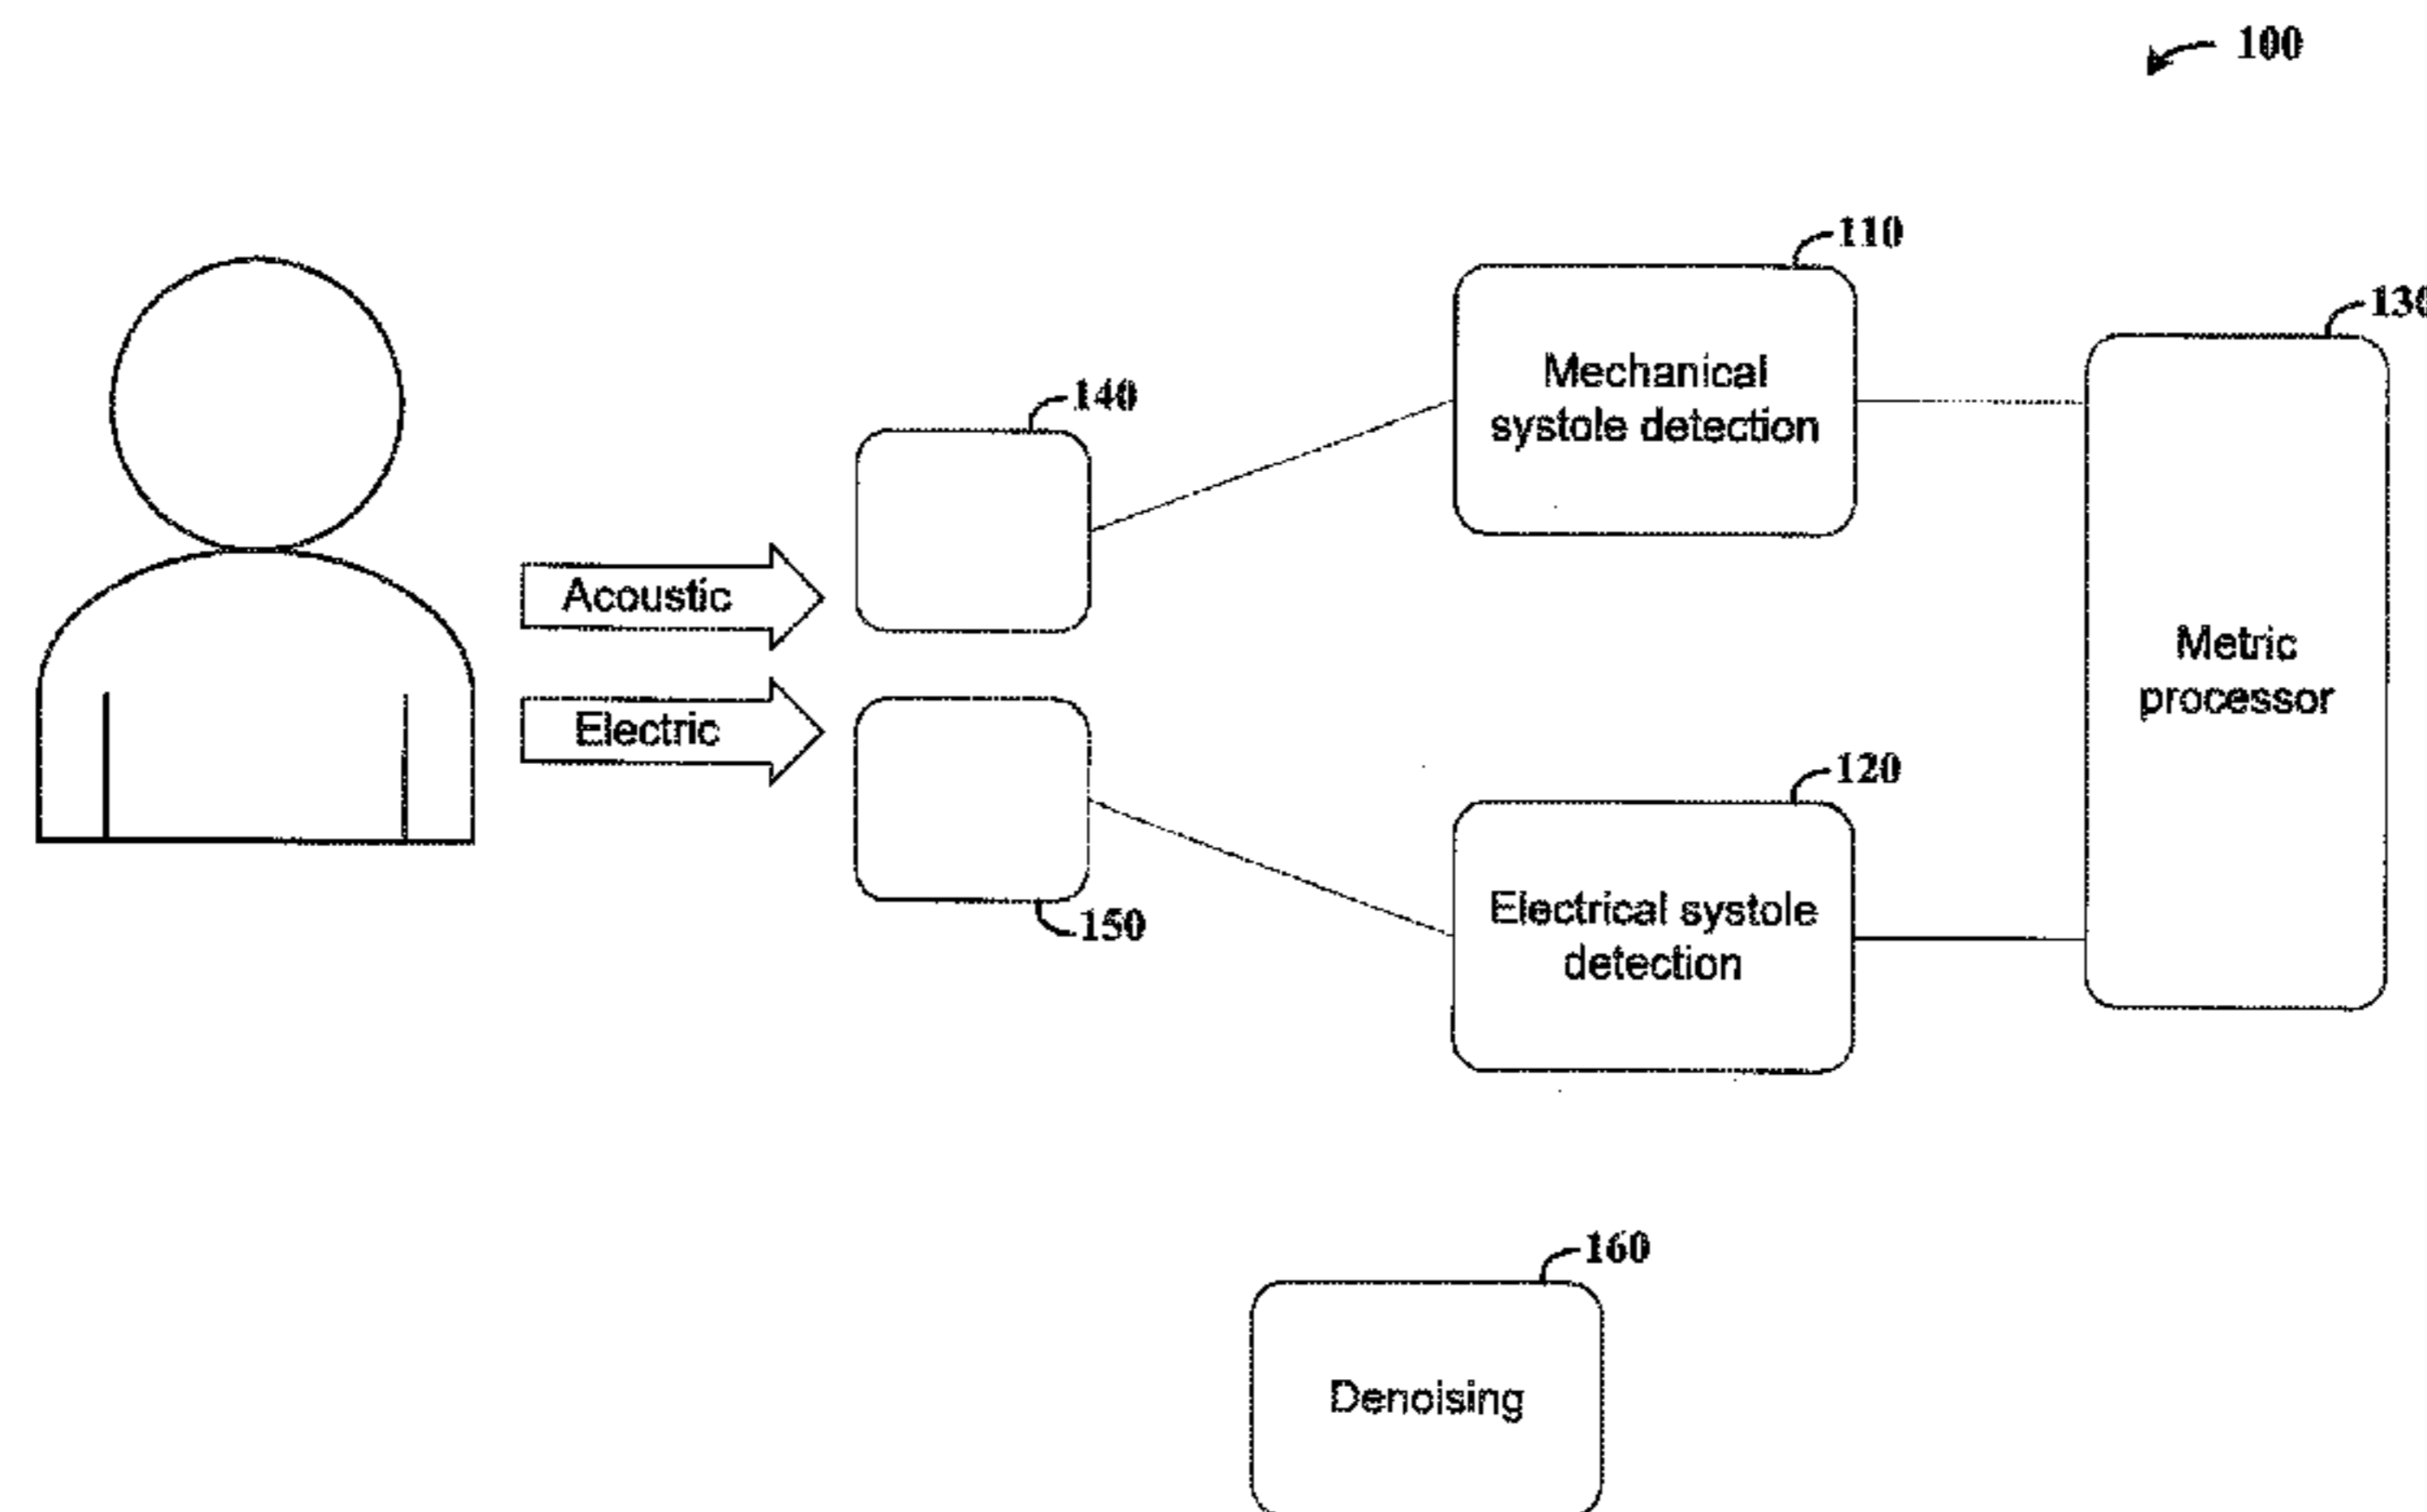 100
110
130
Mechanical
systole detection
140
Acoustic
Metric
processor
Electric
120
150
Electrical systole
detection
160
Denoising